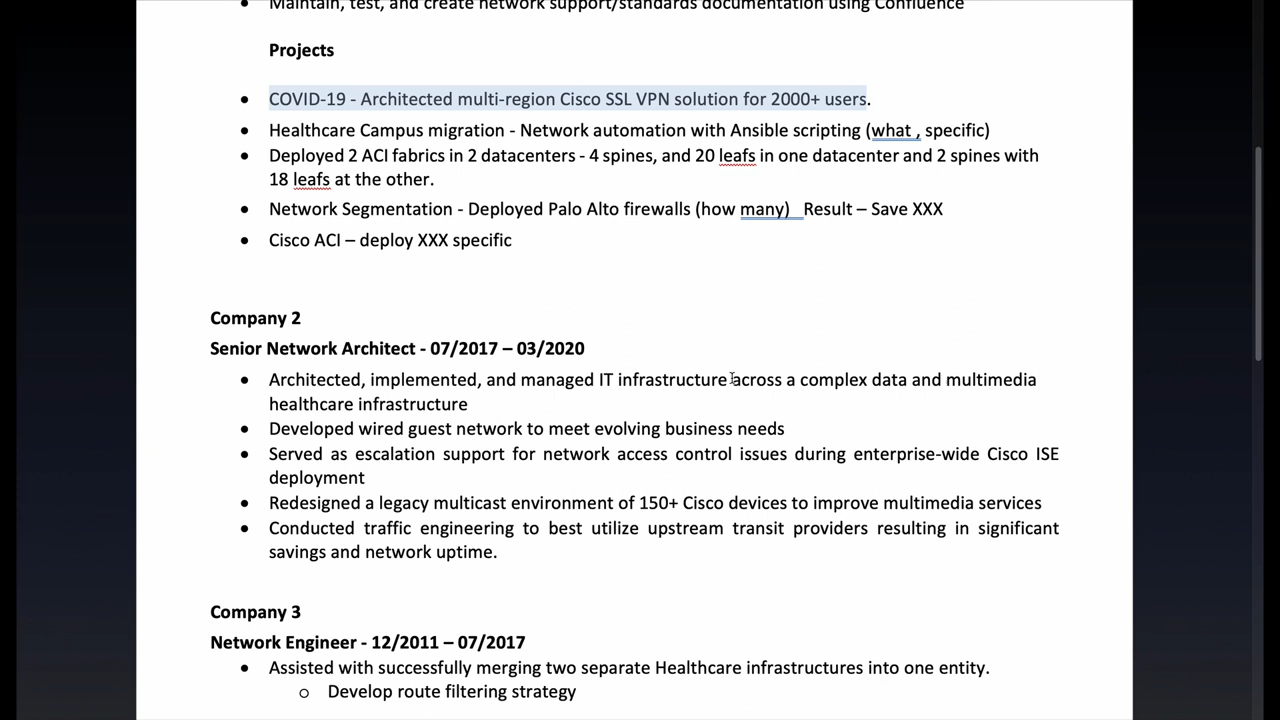 • Maintain, test, and create network support/standards documentation using Confluence
Projects
• COVID-19 - Architected multi-region Cisco SSL VPN solution for 2000+ users.
• Healthcare Campus migration - Network automation with Ansible scripting (what , specific)
• Deployed 2 ACI fabrics in 2 datacenters - 4 spines, and 20 leafs in one datacenter and 2 spines with
18 leafs at the other.
• Network Segmentation - Deployed Palo Alto firewalls (how many)   Result – Save XXX
• Cisco ACI – deploy XXX specific
Company 2
Senior Network Architect - 07/2017 – 03/2020
• Architected, implemented, and managed IT infrastructure across a complex data and multimedia
healthcare infrastructure
• Developed wired guest network to meet evolving business needs
• Served as escalation support for network access control issues during enterprise-wide Cisco ISE
deployment
• Redesigned a legacy multicast environment of 150+ Cisco devices to improve multimedia services
• Conducted traffic engineering to best utilize upstream transit providers resulting in significant
savings and network uptime.
Company 3
Network Engineer - 12/2011 – 07/2017
• Assisted with successfully merging two separate Healthcare infrastructures into one entity.
o Develop route filtering strategy